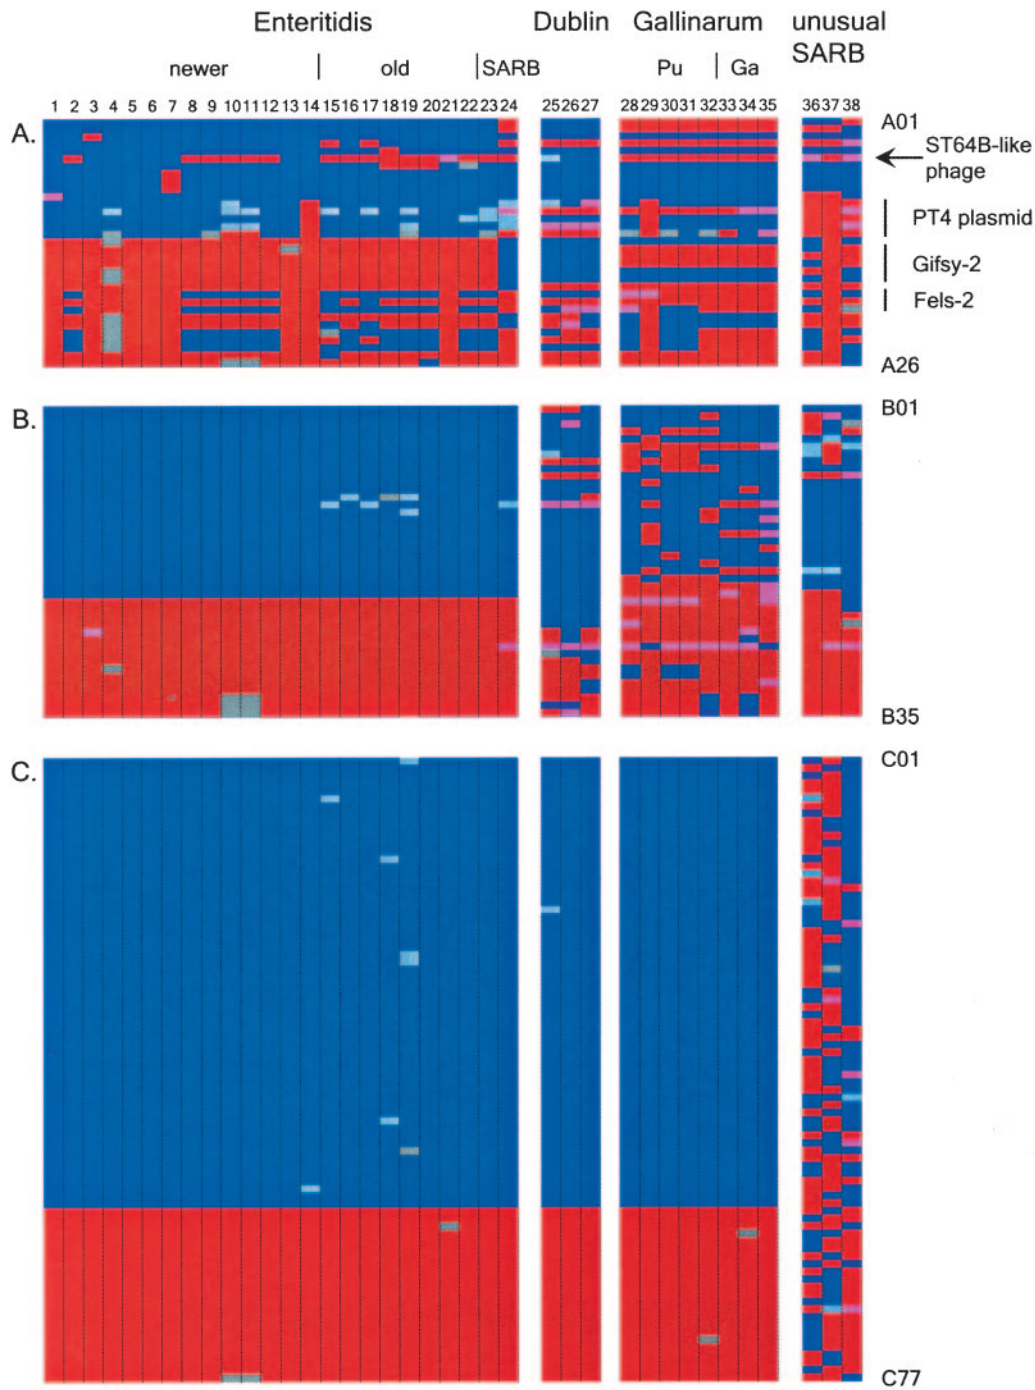 Enteritidis Dublin Gallinarum unusual SARB
newer old SARB Pu Ga
1 2 3 4 5 6 7 8 9 10 11 12 13 14 15 16 17 18 19 20 21 22 23 24 25 26 27 28 29 30 31 32 33 34 35 36 37 38
A. A01
ST64B-like
phage
PT4 plasmid
Gifsy-2
Fels-2
A26
B. B01
B35
C. C01
C77